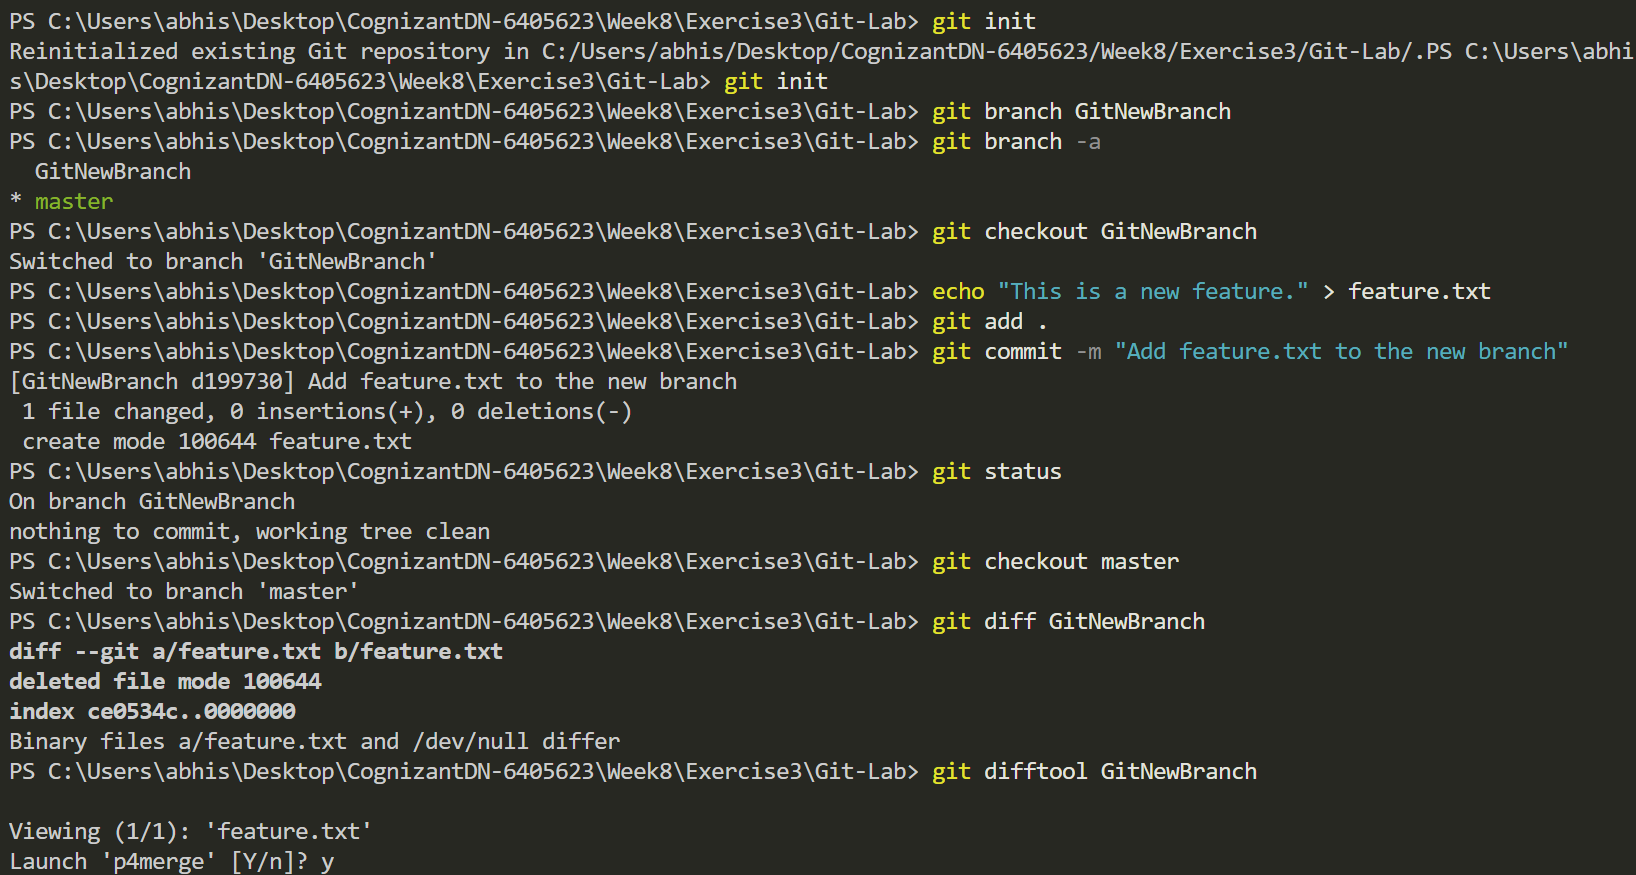 PS C:\Users\abhis\Desktop\CognizantDN-6405623\Week8\Exercise3\Git-Lab> git init
Reinitialized existing Git repository in C:/Users/abhis/Desktop/CognizantDN-6405623/Week8/Exercise3/Git-Lab/.PS C:\Users\abhi
s\Desktop\CognizantDN-6405623\Week8\Exercise3\Git-Lab> git init
PS C:\Users\abhis\Desktop\CognizantDN-6405623\Week8\Exercise3\Git-Lab> git branch GitNewBranch
PS C:\Users\abhis\Desktop\CognizantDN-6405623\Week8\Exercise3\Git-Lab> git branch -a
  GitNewBranch
* master
PS C:\Users\abhis\Desktop\CognizantDN-6405623\Week8\Exercise3\Git-Lab> git checkout GitNewBranch
Switched to branch 'GitNewBranch'
PS C:\Users\abhis\Desktop\CognizantDN-6405623\Week8\Exercise3\Git-Lab> echo "This is a new feature." > feature.txt
PS C:\Users\abhis\Desktop\CognizantDN-6405623\Week8\Exercise3\Git-Lab> git add .
PS C:\Users\abhis\Desktop\CognizantDN-6405623\Week8\Exercise3\Git-Lab> git commit -m "Add feature.txt to the new branch"
[GitNewBranch d199730] Add feature.txt to the new branch
 1 file changed, 0 insertions(+), 0 deletions(-)
 create mode 100644 feature.txt
PS C:\Users\abhis\Desktop\CognizantDN-6405623\Week8\Exercise3\Git-Lab> git status
On branch GitNewBranch
nothing to commit, working tree clean
PS C:\Users\abhis\Desktop\CognizantDN-6405623\Week8\Exercise3\Git-Lab> git checkout master
Switched to branch 'master'
PS C:\Users\abhis\Desktop\CognizantDN-6405623\Week8\Exercise3\Git-Lab> git diff GitNewBranch
diff --git a/feature.txt b/feature.txt
deleted file mode 100644
index ce0534c..0000000
Binary files a/feature.txt and /dev/null differ
PS C:\Users\abhis\Desktop\CognizantDN-6405623\Week8\Exercise3\Git-Lab> git difftool GitNewBranch

Viewing (1/1): 'feature.txt'
Launch 'p4merge' [Y/n]? y